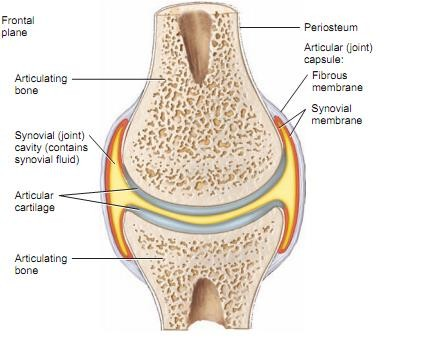 Frontal
plane
Articulating
bone
Synovial (joint)
cavity (contains
synovial fluid)
Articular
cartilage
Articulating
bone
Periosteum
Articular (joint)
capsule:
Fibrous
membrane
Synovial
membrane